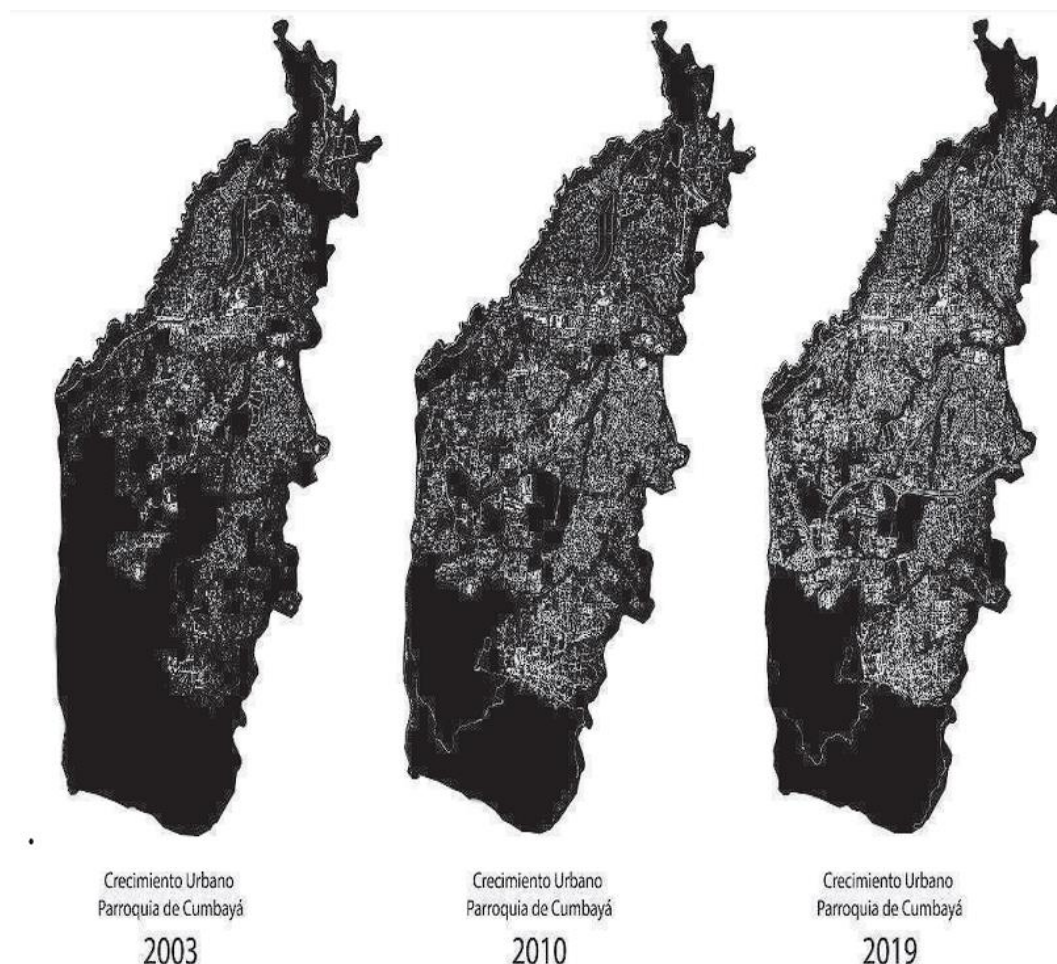 Crecimiento Urbano
Parroquia de Cumbayá
2003
Crecimiento Urbano
Parroquia de Cumbayá
2010
Crecimiento Urbano
Parroquia de Cumbayá
2019